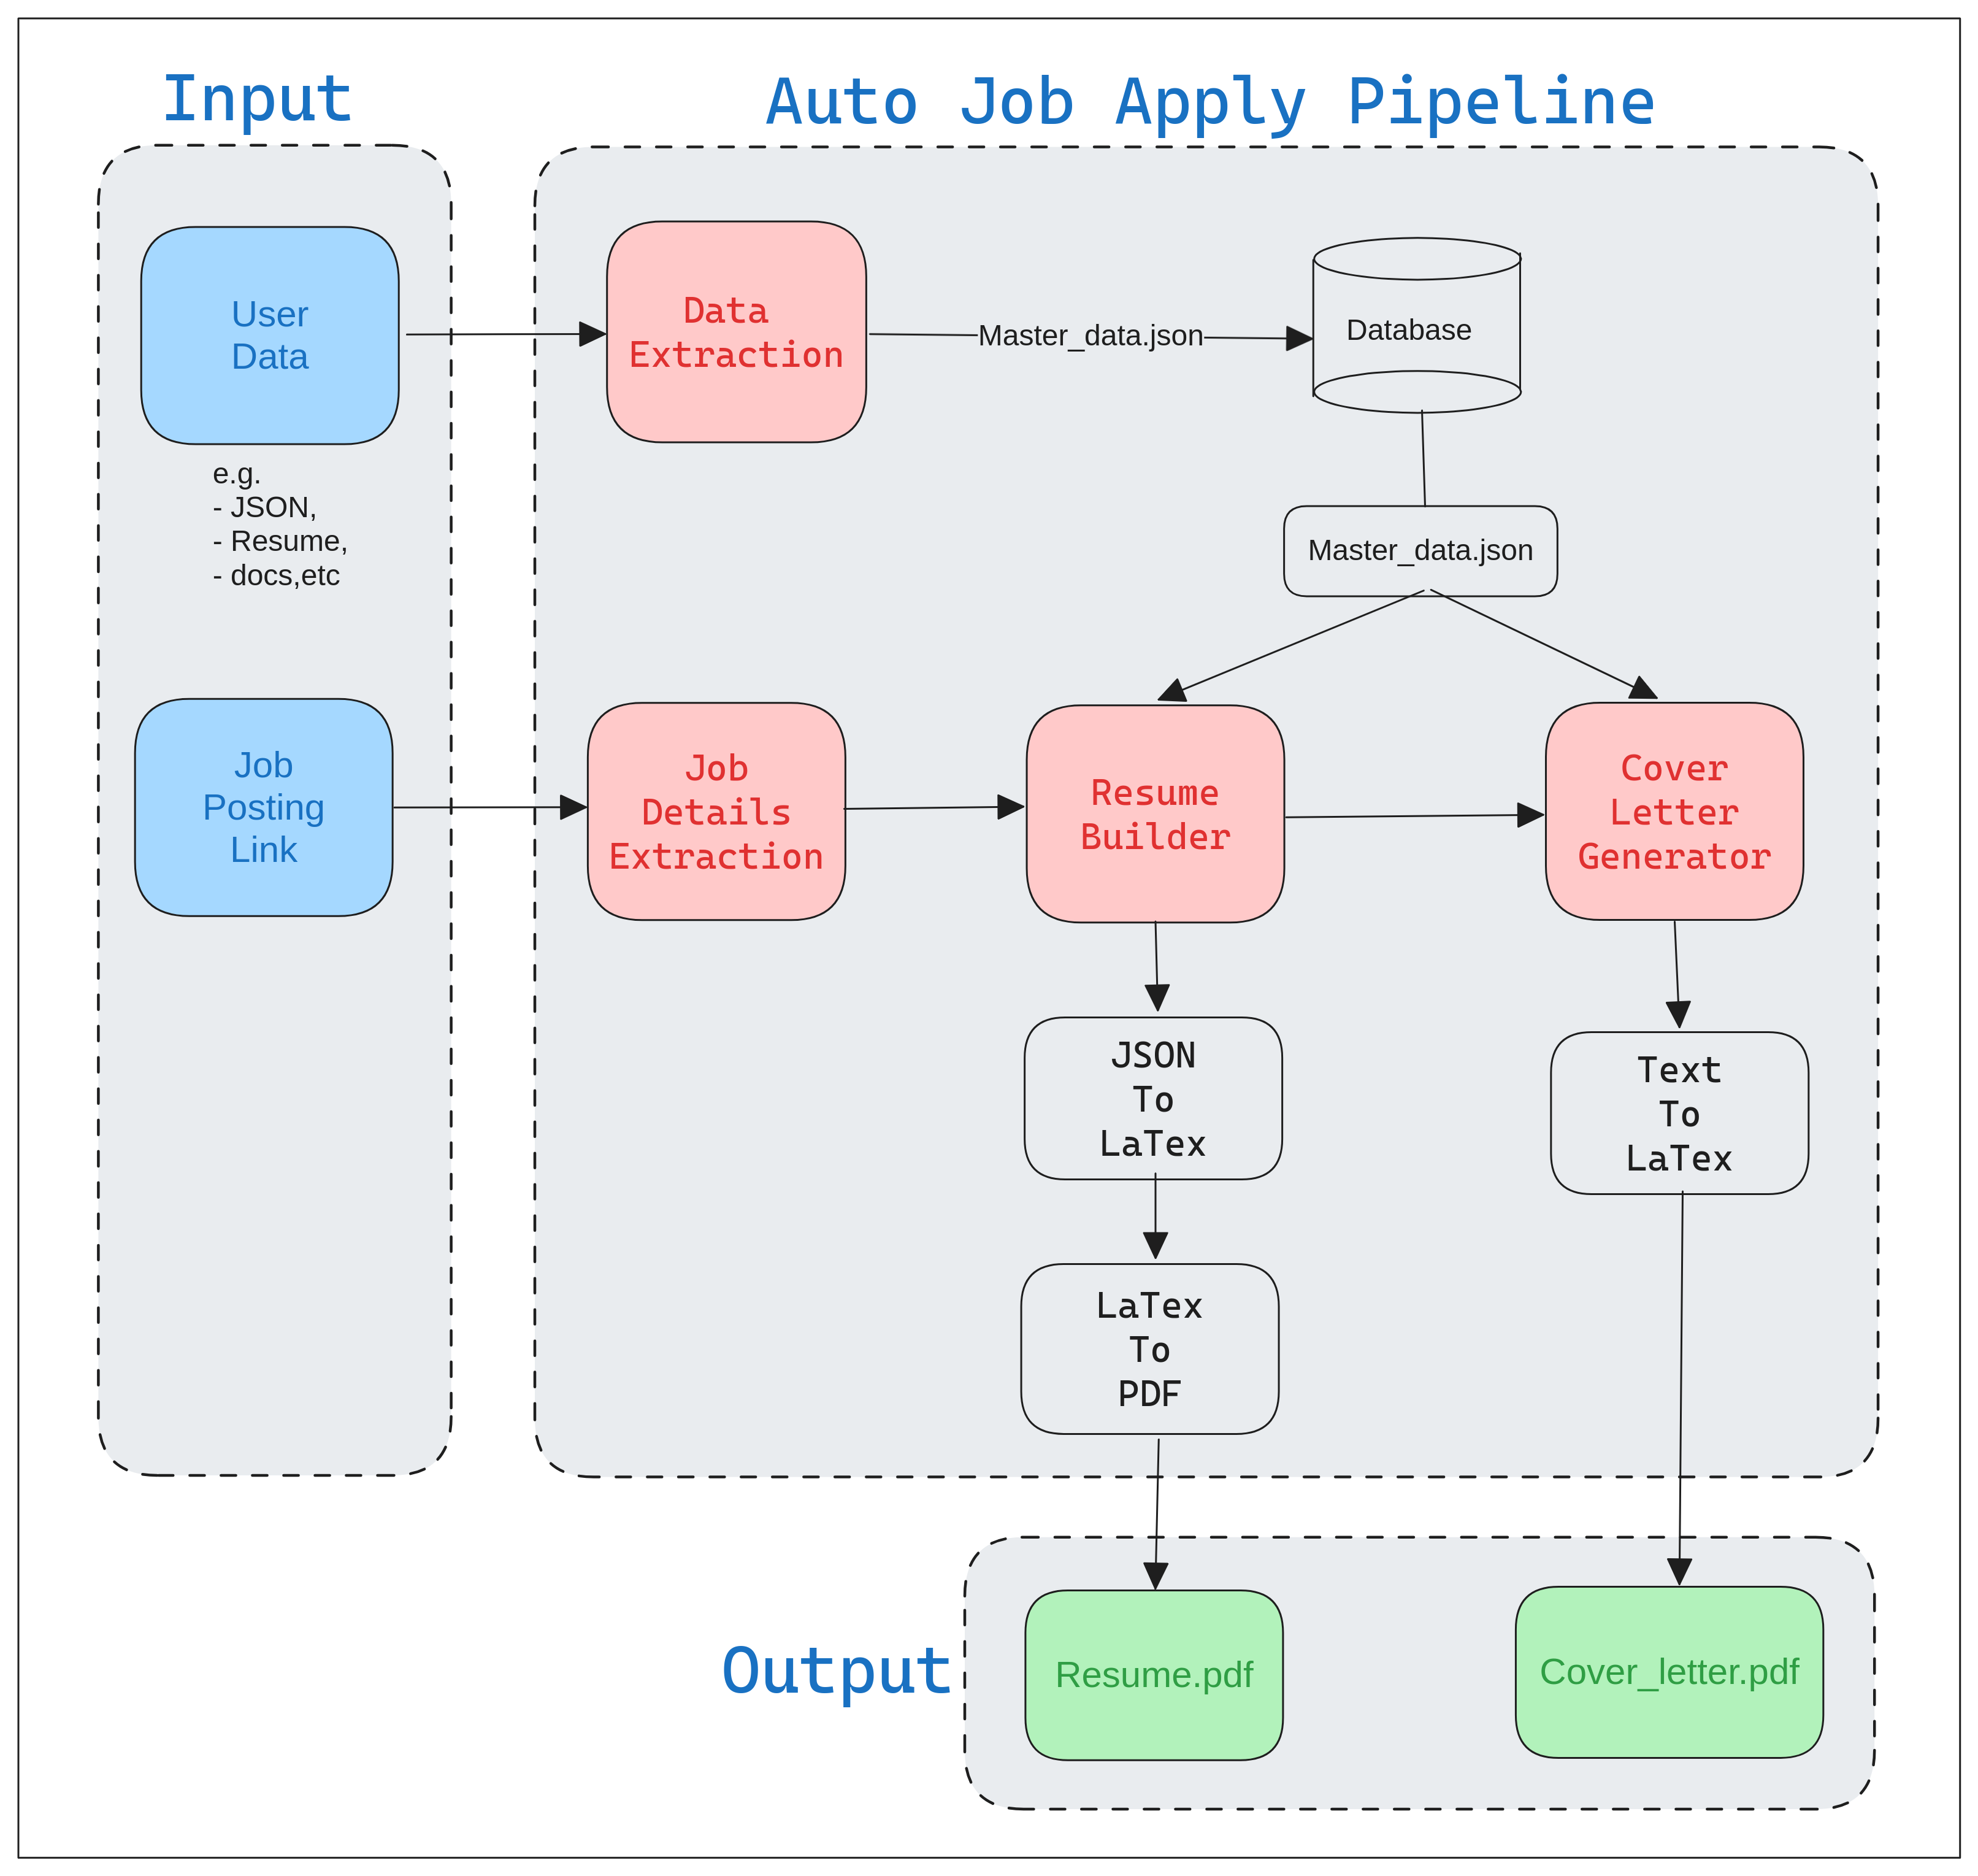 Input
Auto Job Apply Pipeline
User
Data
e.g.
- JSON,
- Resume,
- docs,etc
Data
Extraction
Master_data.json
Database
Master_data.json
Job
Posting
Link
Job
Details
Extraction
Resume
Builder
Cover
Letter
Generator
JSON
To
LaTex
Text
To
LaTex
LaTex
To
PDF
Output
Resume.pdf
Cover_letter.pdf